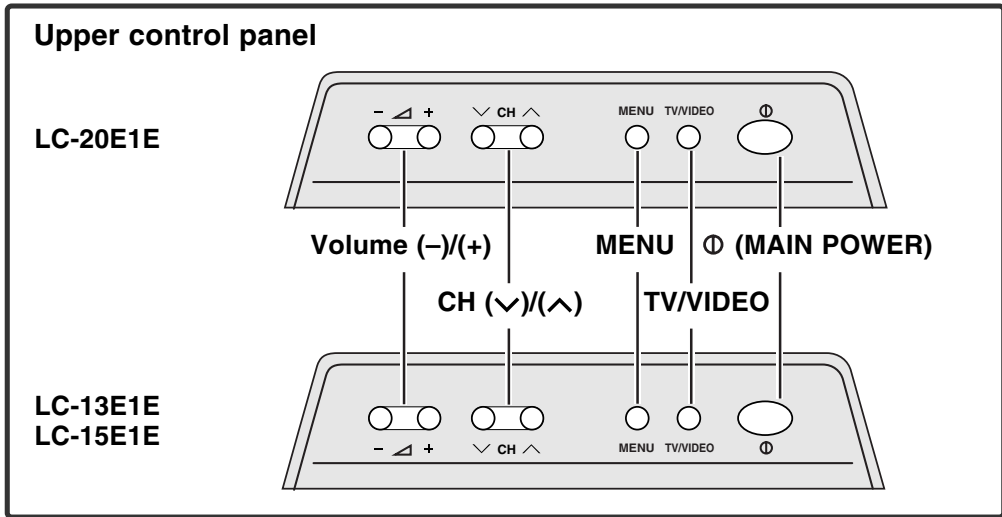 Upper control panel
LC-20E1E
− ⊿ + ∨ CH ∧ MENU TV/VIDEO ⏼
Volume (−)/(+) MENU ⏼ (MAIN POWER)
CH (∨)/(∧) TV/VIDEO
LC-13E1E
LC-15E1E
− ⊿ + ∨ CH ∧ MENU TV/VIDEO ⏼